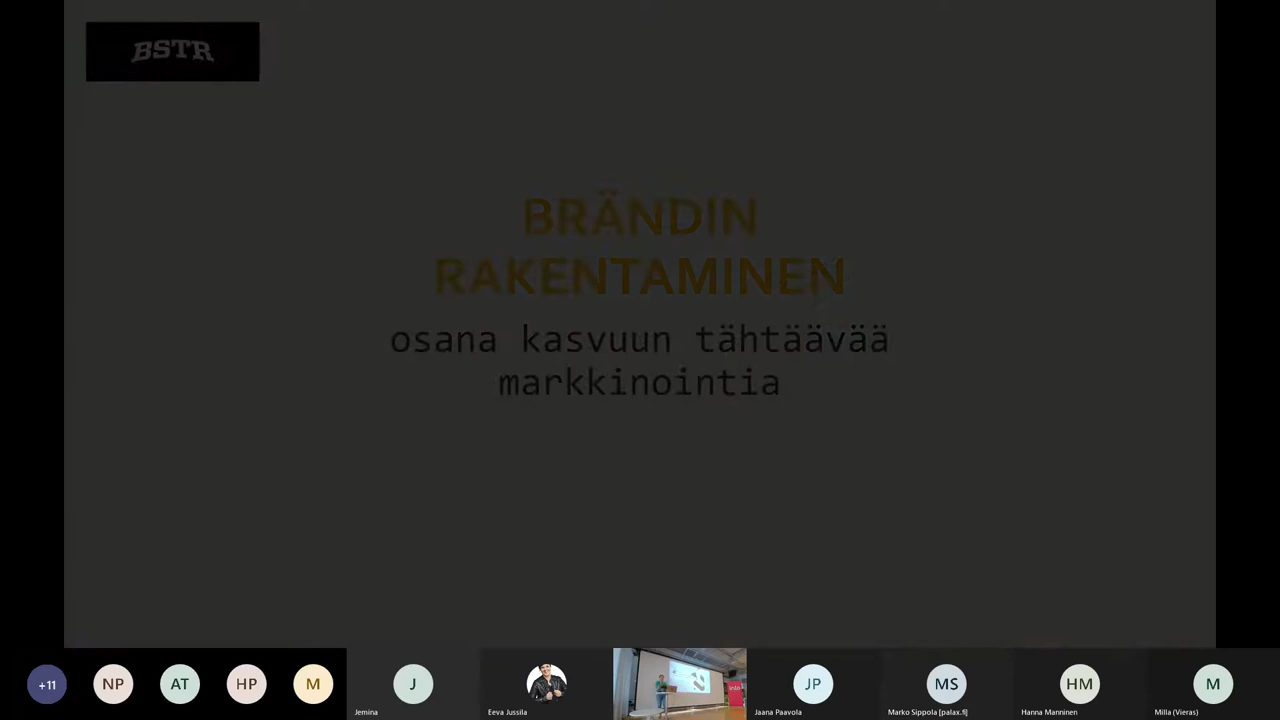 BSTR
BRÄNDIN
RAKENTAMINEN
osana kasvuun tähtäävää
markkinointia
+11
NP
AT
HP
M
J
JP
MS
HM
M
Jemina
Eeva Jussila
Jaana Paavola
Marko Sippola [palax.fi]
Hanna Manninen
Milla (Vieras)